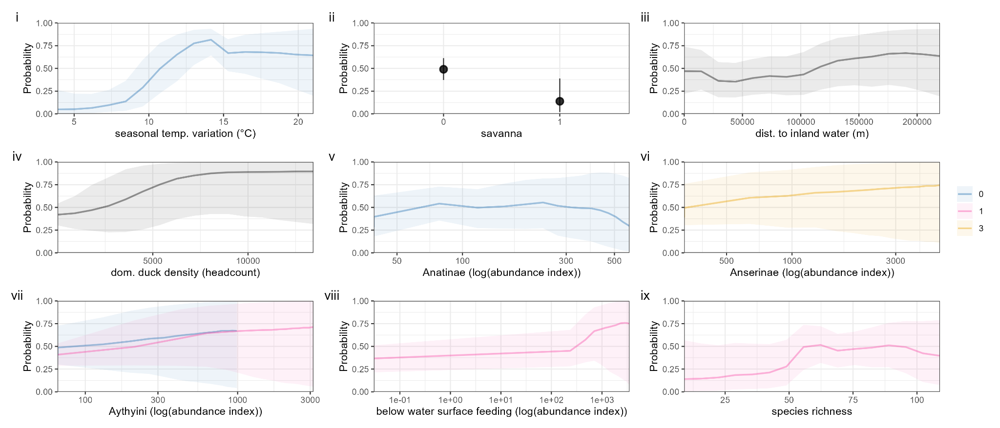 i
1.00
0.75
0.50
0.25
0.00
Probability
5 10 15 20
seasonal temp. variation (°C)
ii
1.00
0.75
0.50
0.25
0.00
Probability
0 1
savanna
iii
1.00
0.75
0.50
0.25
0.00
Probability
0 50000 100000 150000 200000
dist. to inland water (m)
iv
1.00
0.75
0.50
0.25
0.00
Probability
5000 10000
dom. duck density (headcount)
v
1.00
0.75
0.50
0.25
0.00
Probability
50 100 300 500
Anatinae (log(abundance index))
vi
1.00
0.75
0.50
0.25
0.00
Probability
500 1000 3000
Anserinae (log(abundance index))
0
1
3
vii
1.00
0.75
0.50
0.25
0.00
Probability
100 300 1000 3000
Aythyini (log(abundance index))
viii
1.00
0.75
0.50
0.25
0.00
Probability
1e-01 1e+00 1e+01 1e+02 1e+03
below water surface feeding (log(abundance index))
ix
1.00
0.75
0.50
0.25
0.00
Probability
25 50 75 100
species richness